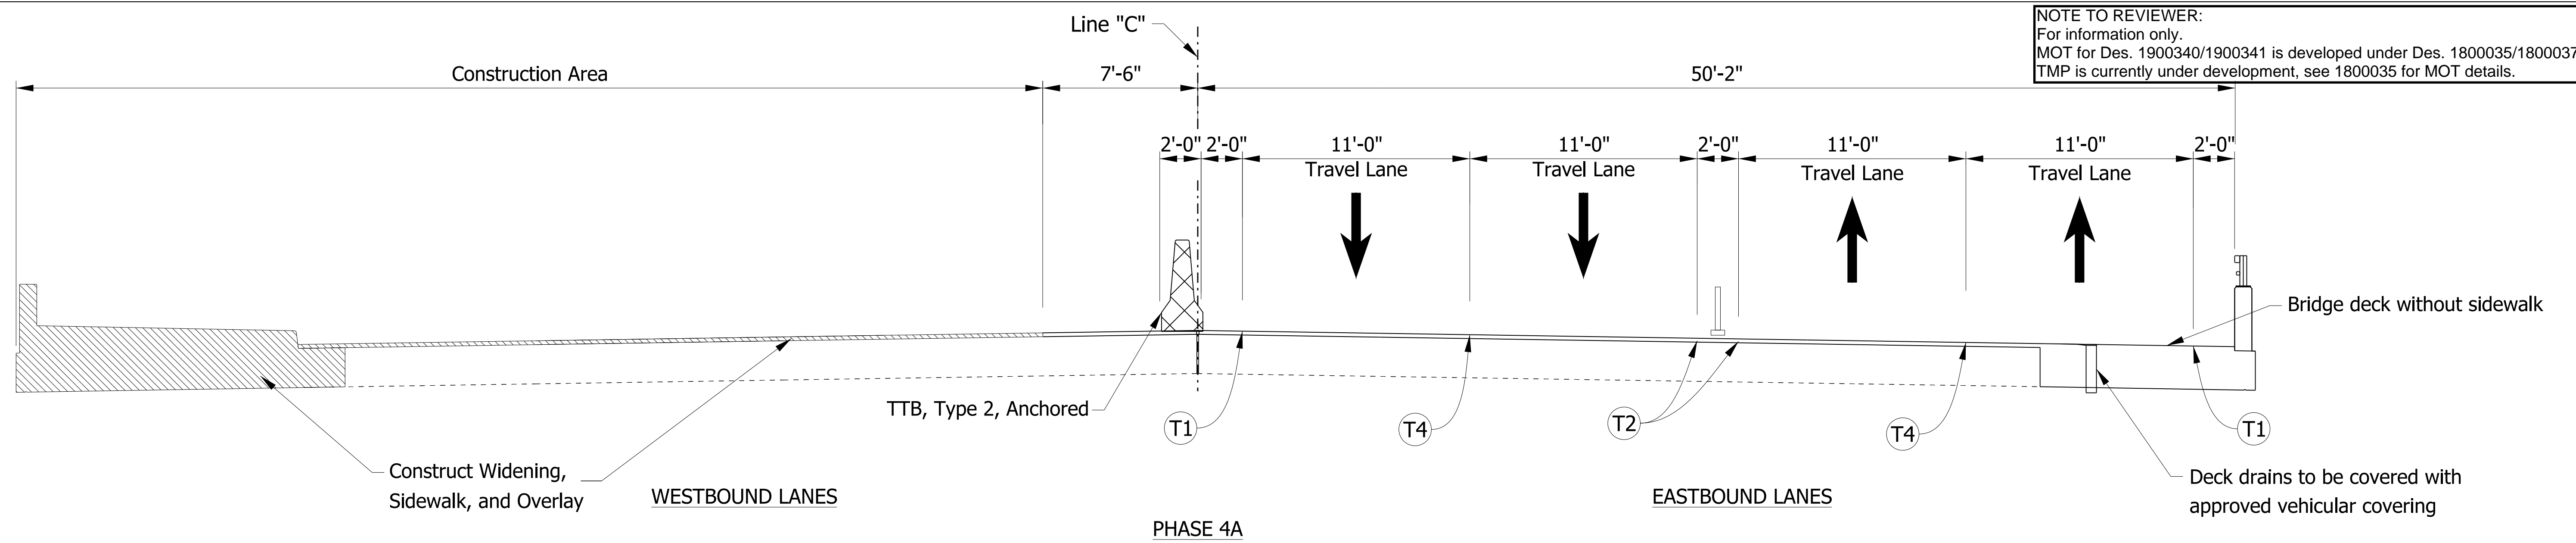 NOTE TO REVIEWER:
For information only.
MOT for Des. 1900340/1900341 is developed under Des. 1800035/1800037
TMP is currently under development, see 1800035 for MOT details.
Line "C"
Construction Area
7'-6"
50'-2"
2'-0"
2'-0"
11'-0"
11'-0"
2'-0"
11'-0"
11'-0"
2'-0"
Travel Lane
Travel Lane
Travel Lane
Travel Lane
Bridge deck without sidewalk
TTB, Type 2, Anchored
T1
T4
T2
T4
T1
Construct Widening,
Sidewalk, and Overlay
WESTBOUND LANES
EASTBOUND LANES
Deck drains to be covered with
approved vehicular covering
PHASE 4A